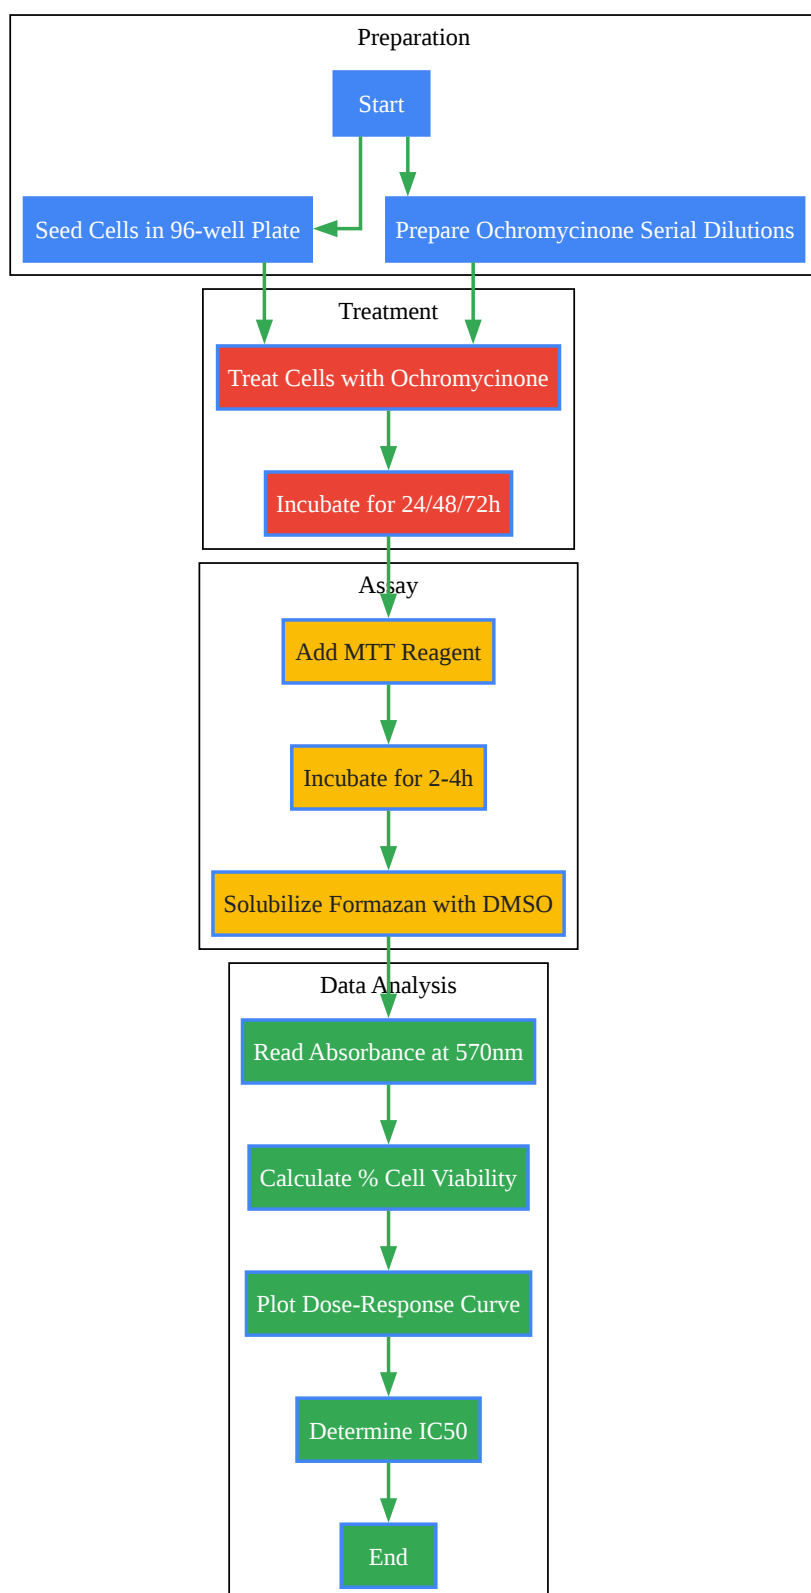 Preparation
Start
Seed Cells in 96-well Plate
Prepare Ochromycinone Serial Dilutions
Treatment
Treat Cells with Ochromycinone
Incubate for 24/48/72h
Assay
Add MTT Reagent
Incubate for 2-4h
Solubilize Formazan with DMSO
Data Analysis
Read Absorbance at 570nm
Calculate % Cell Viability
Plot Dose-Response Curve
Determine IC50
End